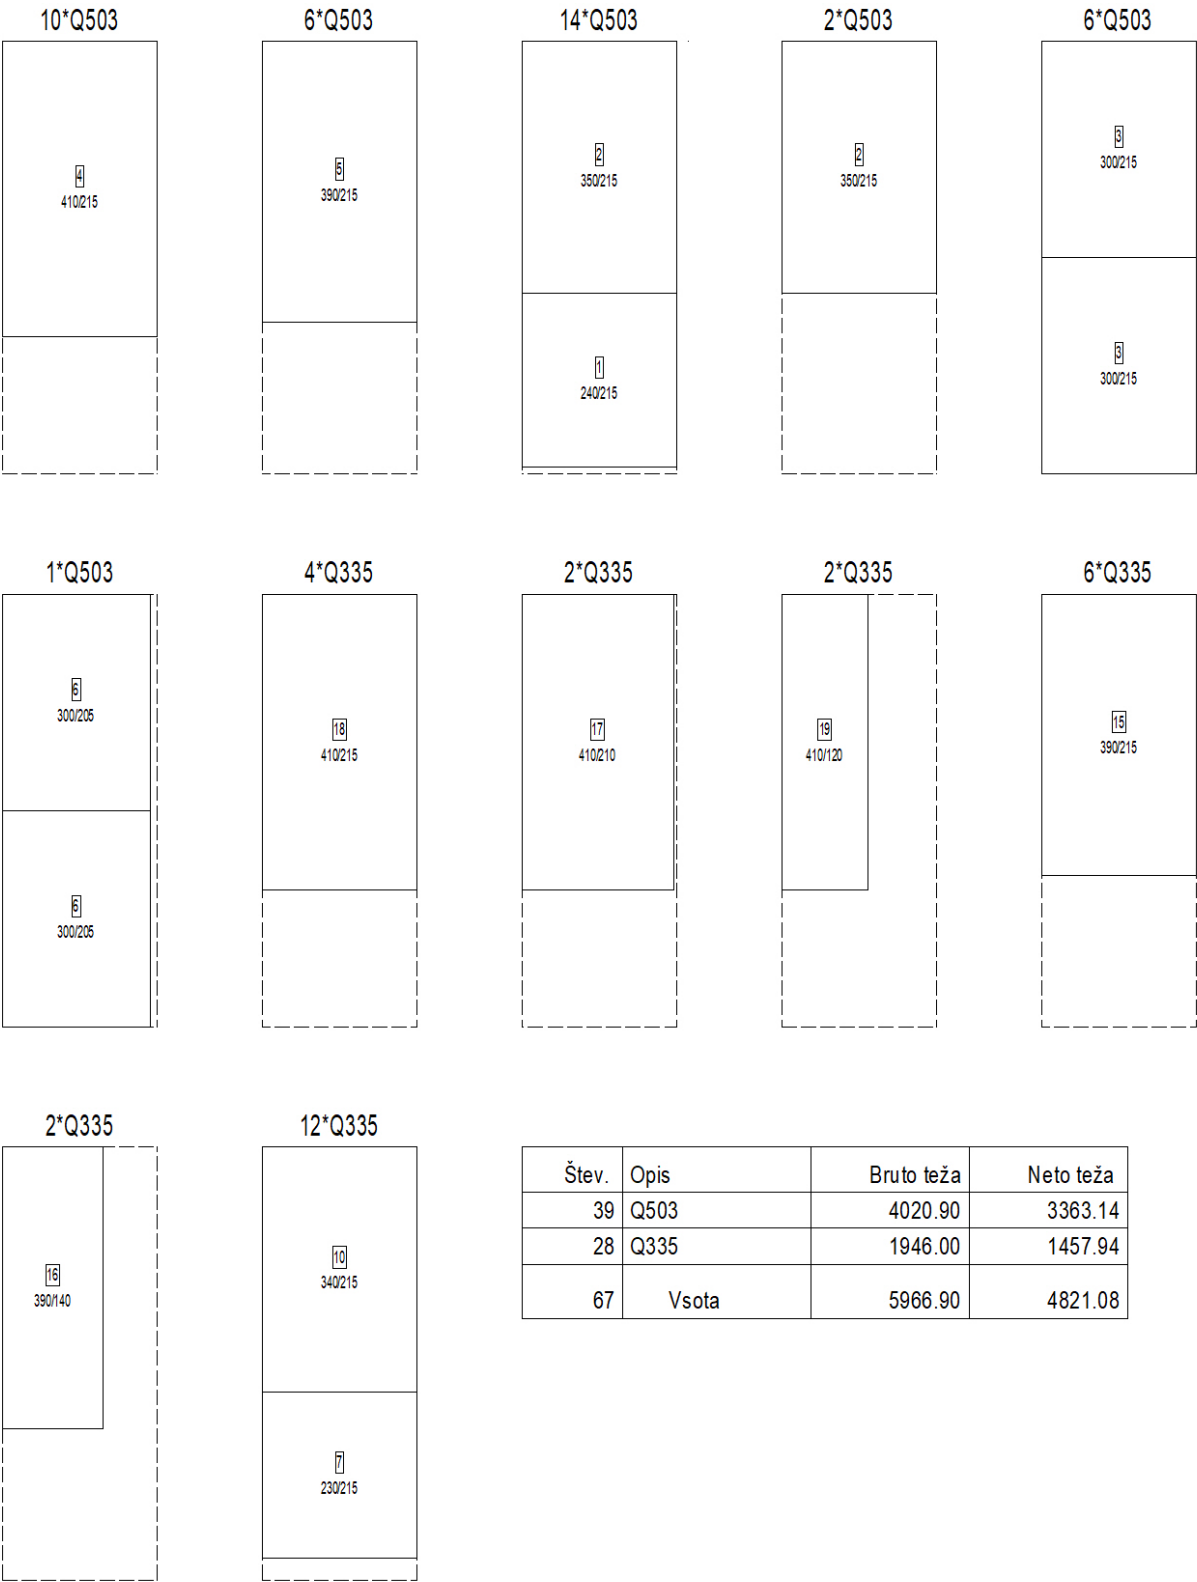 10*Q503
4
410/215
6*Q503
5
390/215
14*Q503
2
350/215
1
240/215
2*Q503
2
350/215
6*Q503
3
300/215
3
300/215
1*Q503
6
300/205
6
300/205
4*Q335
18
410/215
2*Q335
17
410/210
2*Q335
19
410/120
6*Q335
15
390/215
2*Q335
16
390/140
12*Q335
10
340/215
7
230/215
Štev. Opis Bruto teža Neto teža
39 Q503 4020.90 3363.14
28 Q335 1946.00 1457.94
67 Vsota 5966.90 4821.08